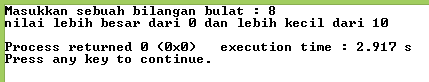 Masukkan sebuah bilangan bulat : 8
nilai lebih besar dari 0 dan lebih kecil dari 10
Process returned 0 (0x0)   execution time : 2.917 s
Press any key to continue.